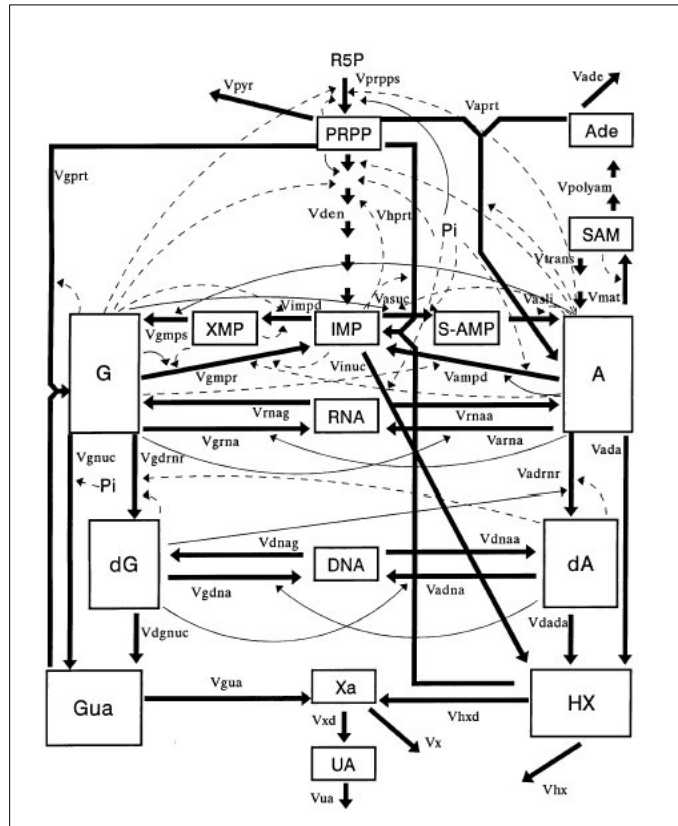 R5P
Vpyr
Vprpps
Vaprt
Vade
PRPP
Ade
Vgprt
Vpolyam
Vden
Vhprt
Pi
SAM
Vtrans
Vimpd
Vasuc
Vasli
Vmat
G
XMP
IMP
S-AMP
A
Vgmps
Vgmpr
Vinuc
Vampd
Vrnag
RNA
Vrnaa
Vgrna
Varna
Vgnuc
Vgdrnr
Vada
Pi
Vadrnr
dG
Vdnag
DNA
Vdnaa
dA
Vgdna
Vadna
Vdgnuc
Vdada
Gua
Vgua
Xa
Vhxd
HX
Vxd
Vx
UA
Vua
Vhx